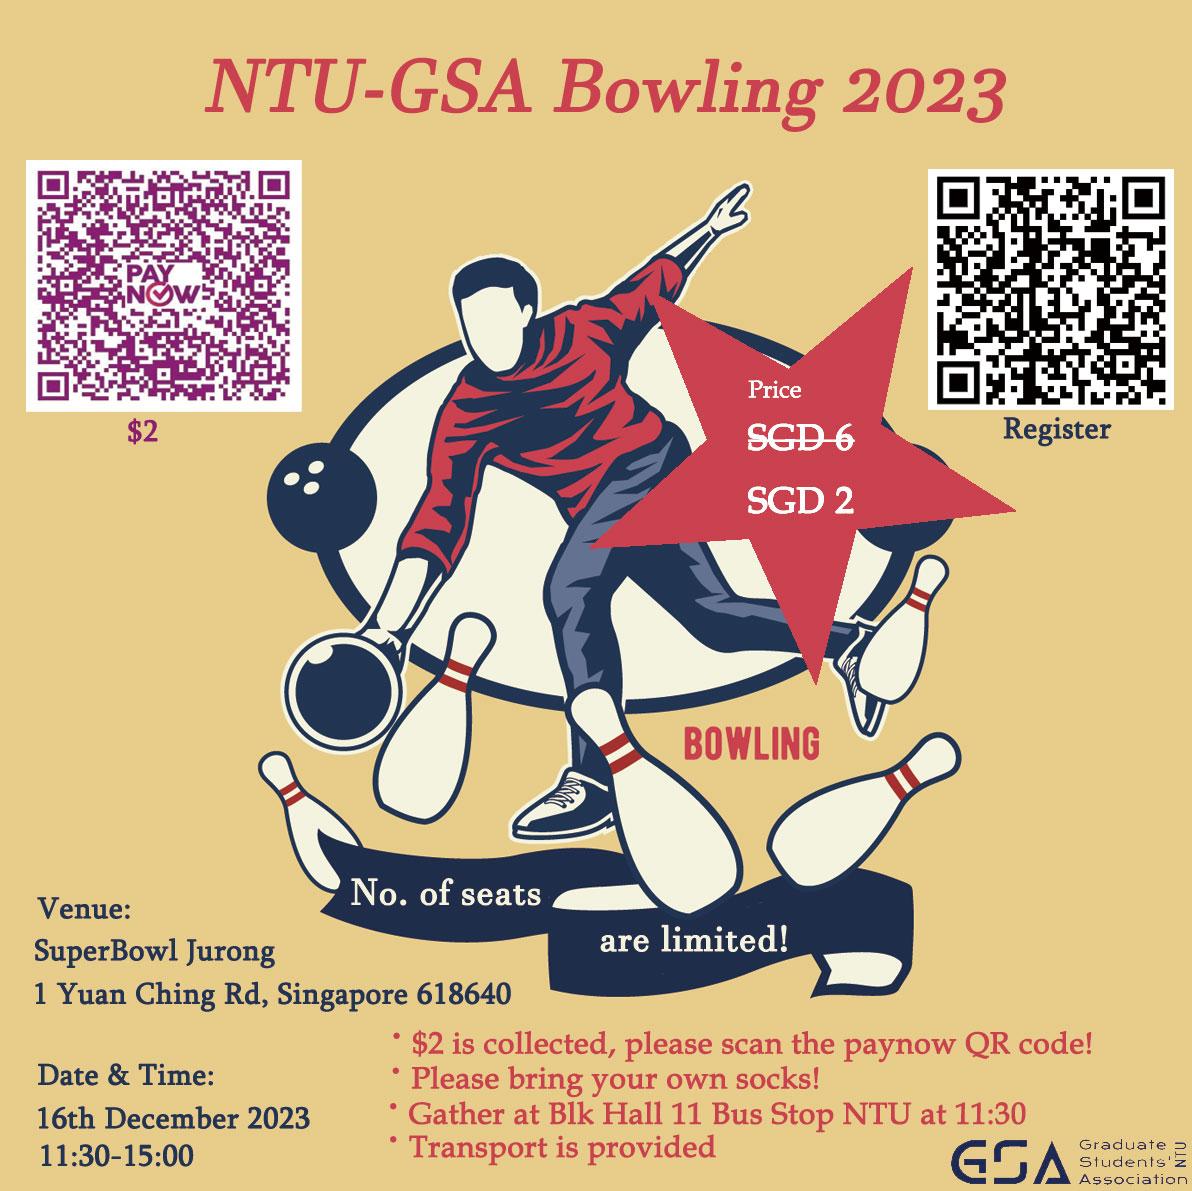 NTU-GSA Bowling 2023
PAY
NOW
$2
Register
Price
SGD 6
SGD 2
BOWLING
No. of seats
are limited!
Venue:
SuperBowl Jurong
1 Yuan Ching Rd, Singapore 618640
Date & Time:
16th December 2023
11:30-15:00
· $2 is collected, please scan the paynow QR code!
· Please bring your own socks!
· Gather at Blk Hall 11 Bus Stop NTU at 11:30
· Transport is provided
GSA
Graduate
Students'
Association
NTU